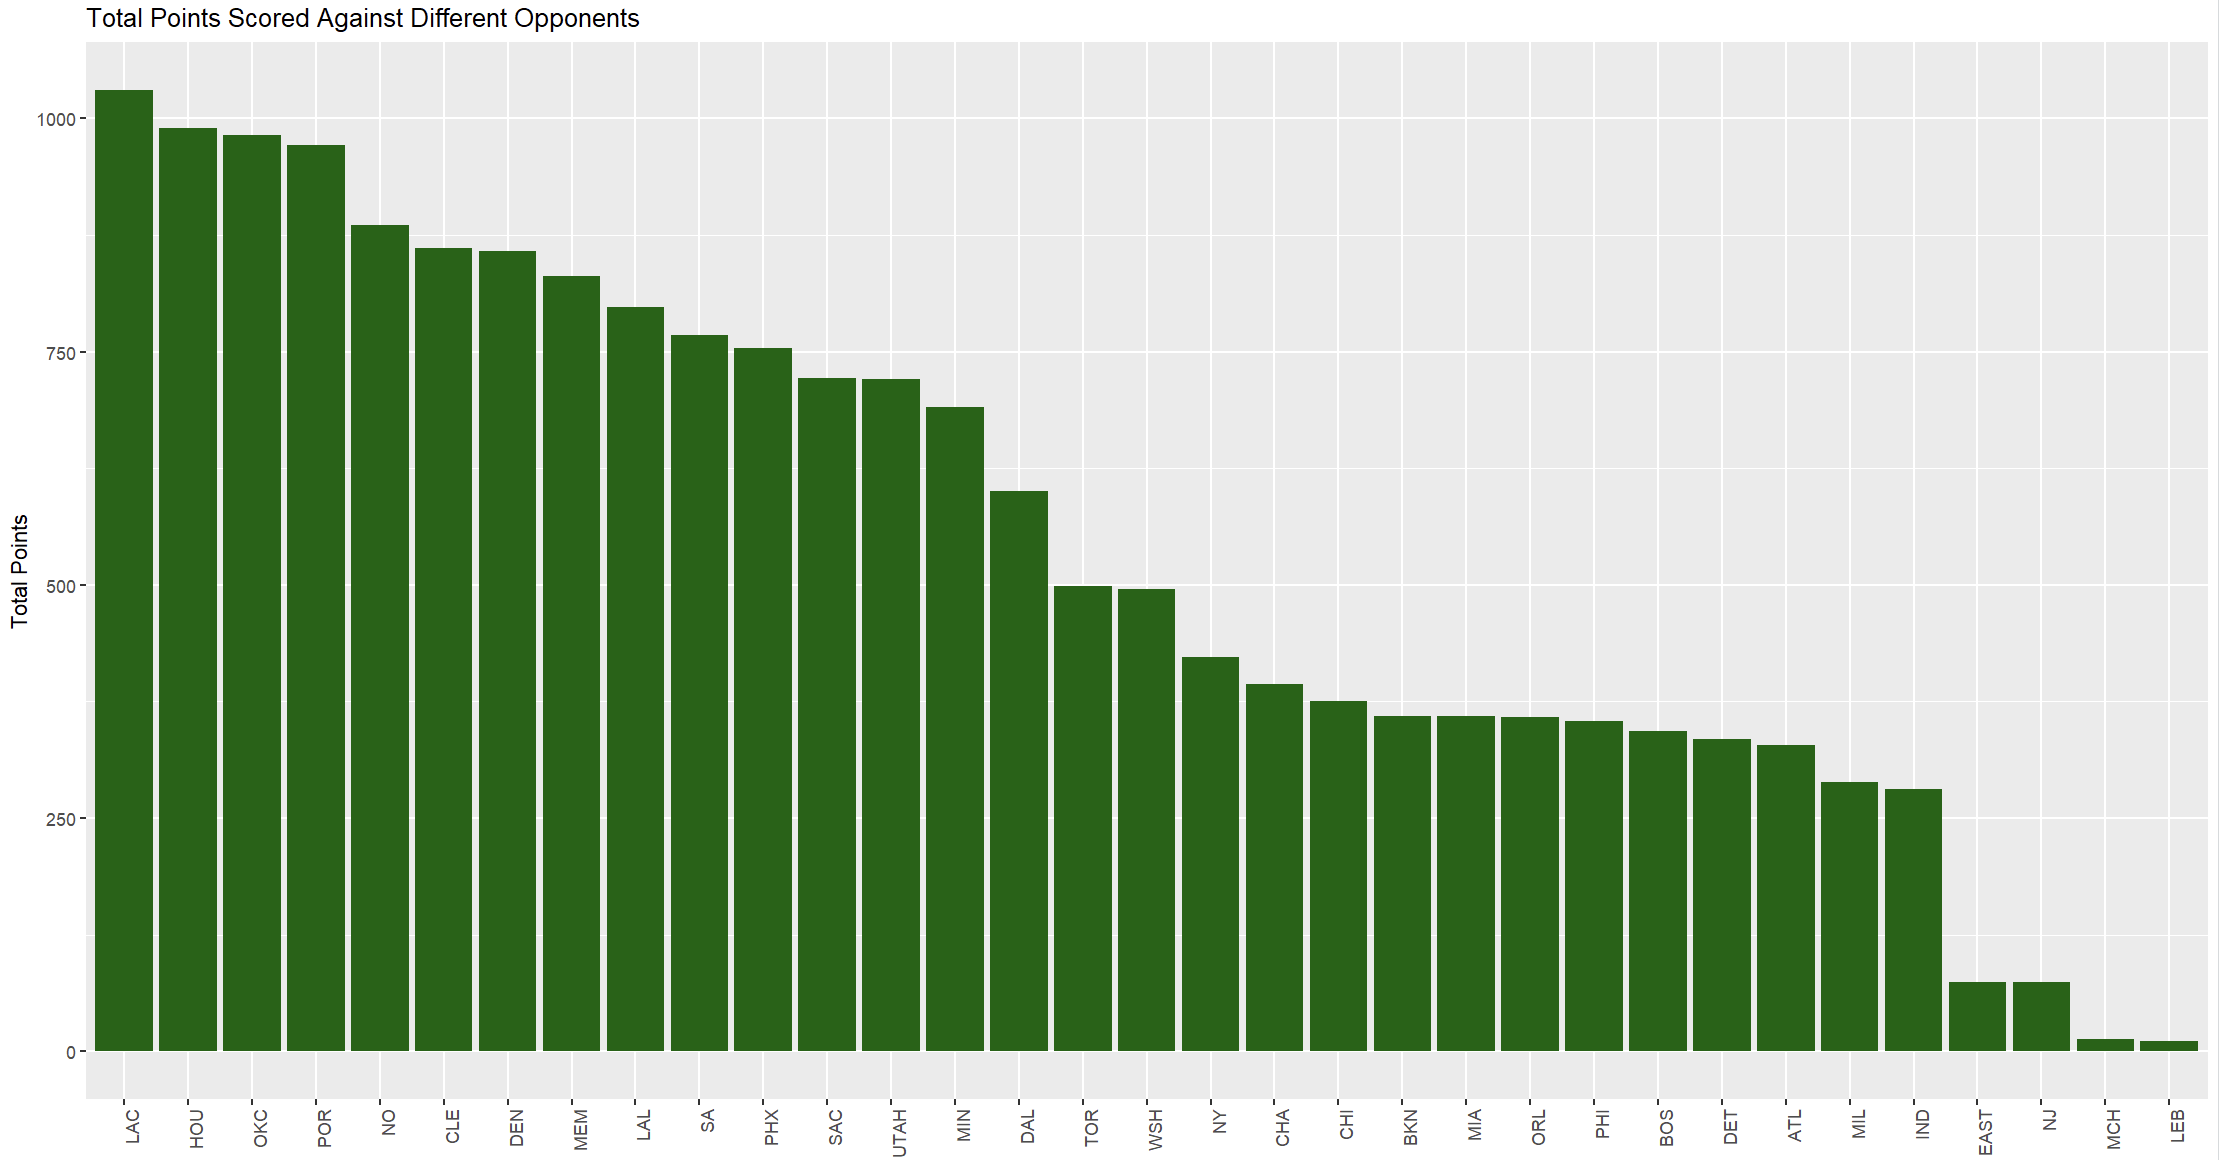 Total Points Scored Against Different Opponents
Total Points
1000
750
500
250
0
LAC
HOU
OKC
POR
NO
CLE
DEN
MEM
LAL
SA
PHX
SAC
UTAH
MIN
DAL
TOR
WSH
NY
CHA
CHI
BKN
MIA
ORL
PHI
BOS
DET
ATL
MIL
IND
EAST
NJ
MCH
LEB